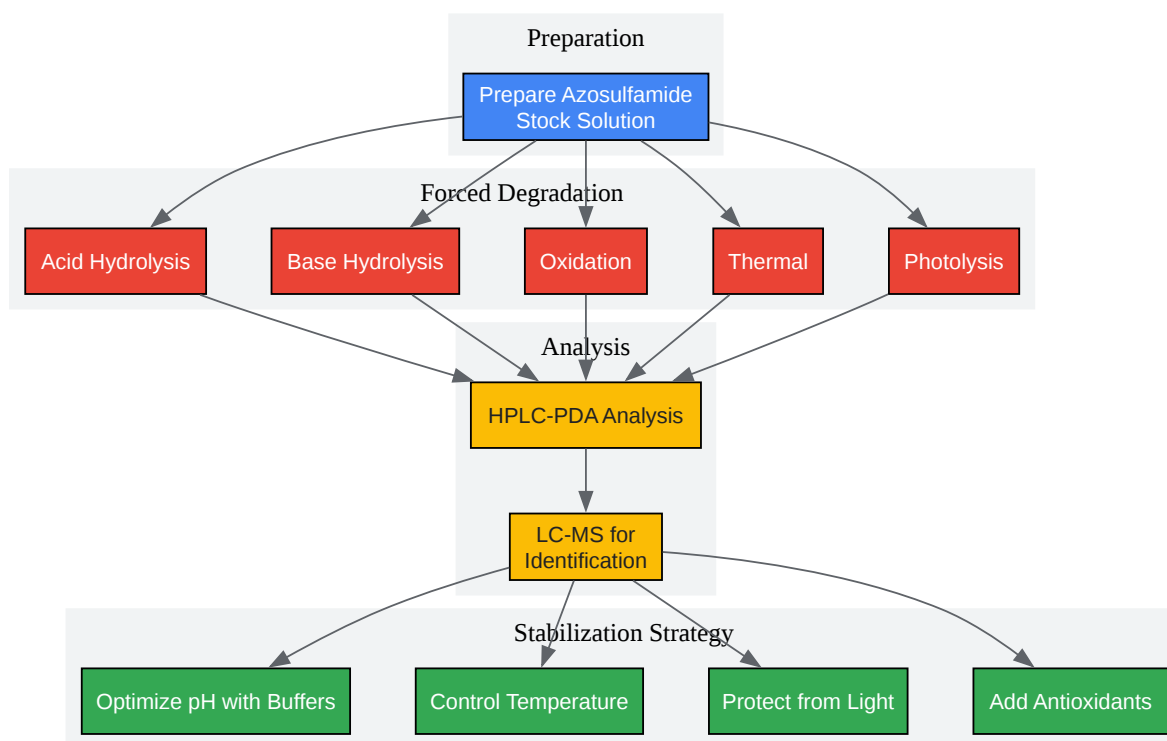 Preparation
Prepare Azosulfamide
Stock Solution
Forced Degradation
Acid Hydrolysis
Base Hydrolysis
Oxidation
Thermal
Photolysis
Analysis
HPLC-PDA Analysis
LC-MS for
Identification
Stabilization Strategy
Optimize pH with Buffers
Control Temperature
Protect from Light
Add Antioxidants